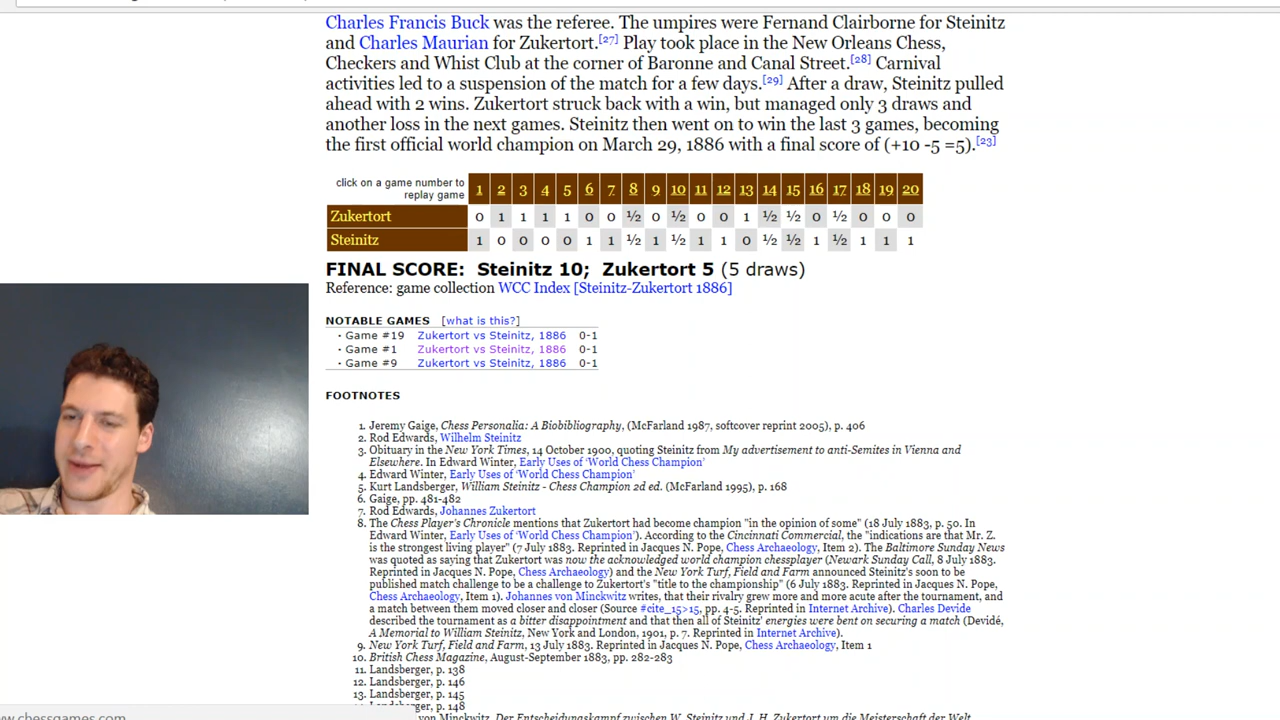 Charles Francis Buck was the referee. The umpires were Fernand Clairborne for Steinitz
and Charles Maurian for Zukertort.[27] Play took place in the New Orleans Chess,
Checkers and Whist Club at the corner of Baronne and Canal Street.[28] Carnival
activities led to a suspension of the match for a few days.[29] After a draw, Steinitz pulled
ahead with 2 wins. Zukertort struck back with a win, but managed only 3 draws and
another loss in the next games. Steinitz then went on to win the last 3 games, becoming
the first official world champion on March 29, 1886 with a final score of (+10 -5 =5).[23]
click on a game number to
replay game 1 2 3 4 5 6 7 8 9 10 11 12 13 14 15 16 17 18 19 20
Zukertort 0 1 1 1 1 0 0 ½ 0 ½ 0 0 1 ½ ½ 0 ½ 0 0 0
Steinitz 1 0 0 0 0 1 1 ½ 1 ½ 1 1 0 ½ ½ 1 ½ 1 1 1
FINAL SCORE: Steinitz 10; Zukertort 5 (5 draws)
Reference: game collection WCC Index [Steinitz-Zukertort 1886]
NOTABLE GAMES [what is this?]
· Game #19 Zukertort vs Steinitz, 1886 0-1
· Game #1 Zukertort vs Steinitz, 1886 0-1
· Game #9 Zukertort vs Steinitz, 1886 0-1
FOOTNOTES
1. Jeremy Gaige, Chess Personalia: A Biobibliography, (McFarland 1987, softcover reprint 2005), p. 406
2. Rod Edwards, Wilhelm Steinitz
3. Obituary in the New York Times, 14 October 1900, quoting Steinitz from My advertisement to anti-Semites in Vienna and
Elsewhere. In Edward Winter, Early Uses of 'World Chess Champion'
4. Edward Winter, Early Uses of 'World Chess Champion'
5. Kurt Landsberger, William Steinitz - Chess Champion 2d ed. (McFarland 1995), p. 168
6. Gaige, pp. 481-482
7. Rod Edwards, Johannes Zukertort
8. The Chess Player's Chronicle mentions that Zukertort had become champion "in the opinion of some" (18 July 1883, p. 50. In
Edward Winter, Early Uses of 'World Chess Champion'). According to the Cincinnati Commercial, the "indications are that Mr. Z.
is the strongest living player" (7 July 1883. Reprinted in Jacques N. Pope, Chess Archaeology, Item 2). The Baltimore Sunday News
was quoted as saying that Zukertort was now the acknowledged world champion chessplayer (Newark Sunday Call, 8 July 1883.
Reprinted in Jacques N. Pope, Chess Archaeology) and the New York Turf, Field and Farm announced Steinitz's soon to be
published match challenge to be a challenge to Zukertort's "title to the championship" (6 July 1883. Reprinted in Jacques N. Pope,
Chess Archaeology, Item 1). Johannes von Minckwitz writes, that their rivalry grew more and more acute after the tournament, and
a match between them moved closer and closer (Source #cite_15>15, pp. 4-5. Reprinted in Internet Archive). Charles Devide
described the tournament as a bitter disappointment and that then all of Steinitz' energies were bent on securing a match (Devidé,
A Memorial to William Steinitz, New York and London, 1901, p. 7. Reprinted in Internet Archive).
9. New York Turf, Field and Farm, 13 July 1883. Reprinted in Jacques N. Pope, Chess Archaeology, Item 1
10. British Chess Magazine, August-September 1883, pp. 282-283
11. Landsberger, p. 138
12. Landsberger, p. 146
13. Landsberger, p. 145
Landsberger, p. 148
von Minckwitz, Der Entscheidungskampf zwischen W. Steinitz und J. H. Zukertort um die Meisterschaft der Welt
www.chessgames.com